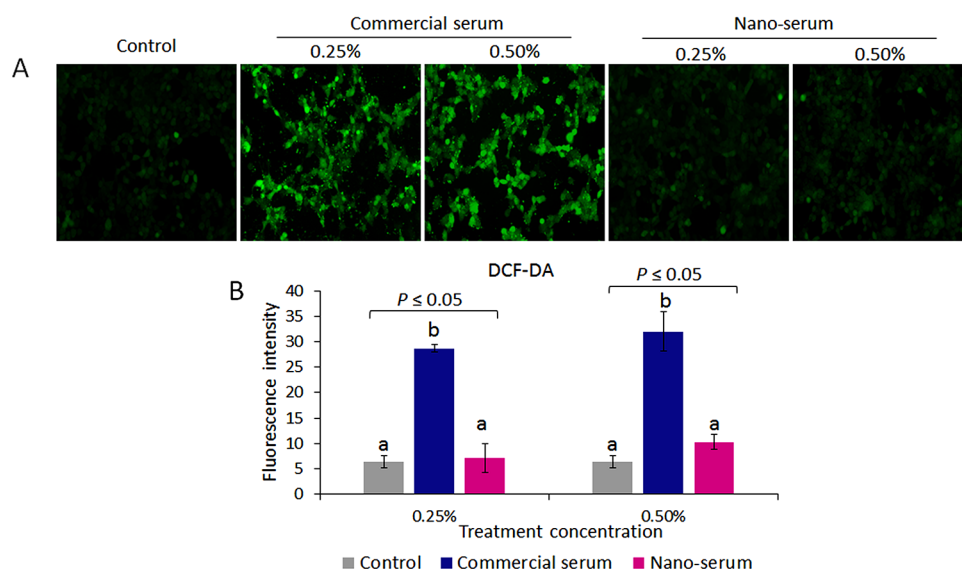 Commercial serum
Nano-serum
Control
0.25%
0.50%
0.25%
0.50%
A
DCF-DA
B
P ≤ 0.05
P ≤ 0.05
40
35
30
25
20
15
10
5
0
Fluorescence intensity
a
b
a
a
b
a
0.25%
0.50%
Treatment concentration
Control
Commercial serum
Nano-serum